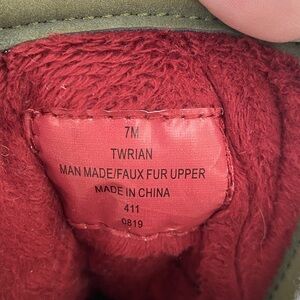 7M
TWRIAN
MAN MADE/FAUX FUR UPPER
MADE IN CHINA
411
0819